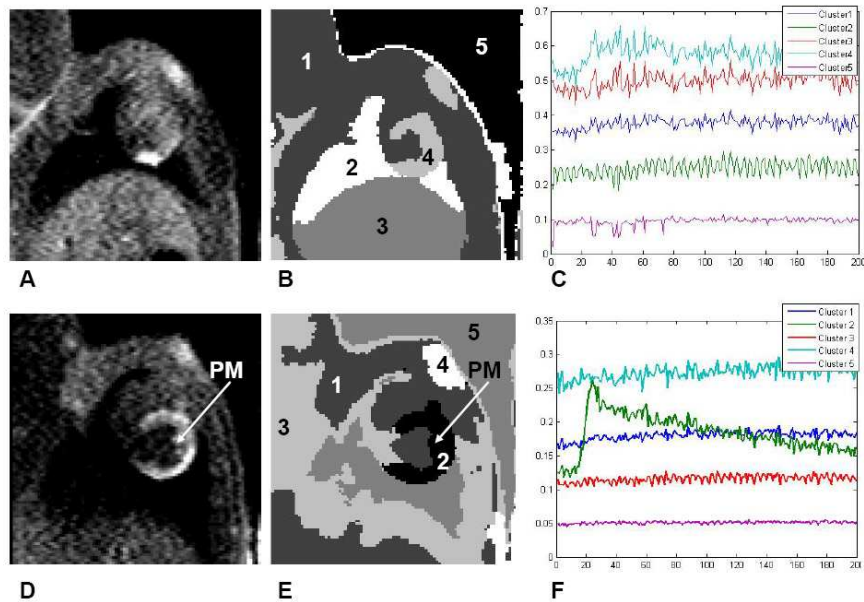 A
1
2
3
4
5
B
0.7
0.6
0.5
0.4
0.3
0.2
0.1
0
0 20 40 60 80 100 120 140 160 180 200
Cluster1
Cluster2
Cluster3
Cluster4
Cluster5
C
PM
D
1
2
3
4
5
PM
E
0.35
0.3
0.25
0.2
0.15
0.1
0.05
0
0 20 40 60 80 100 120 140 160 180 200
Cluster 1
Cluster 2
Cluster 3
Cluster 4
Cluster 5
F